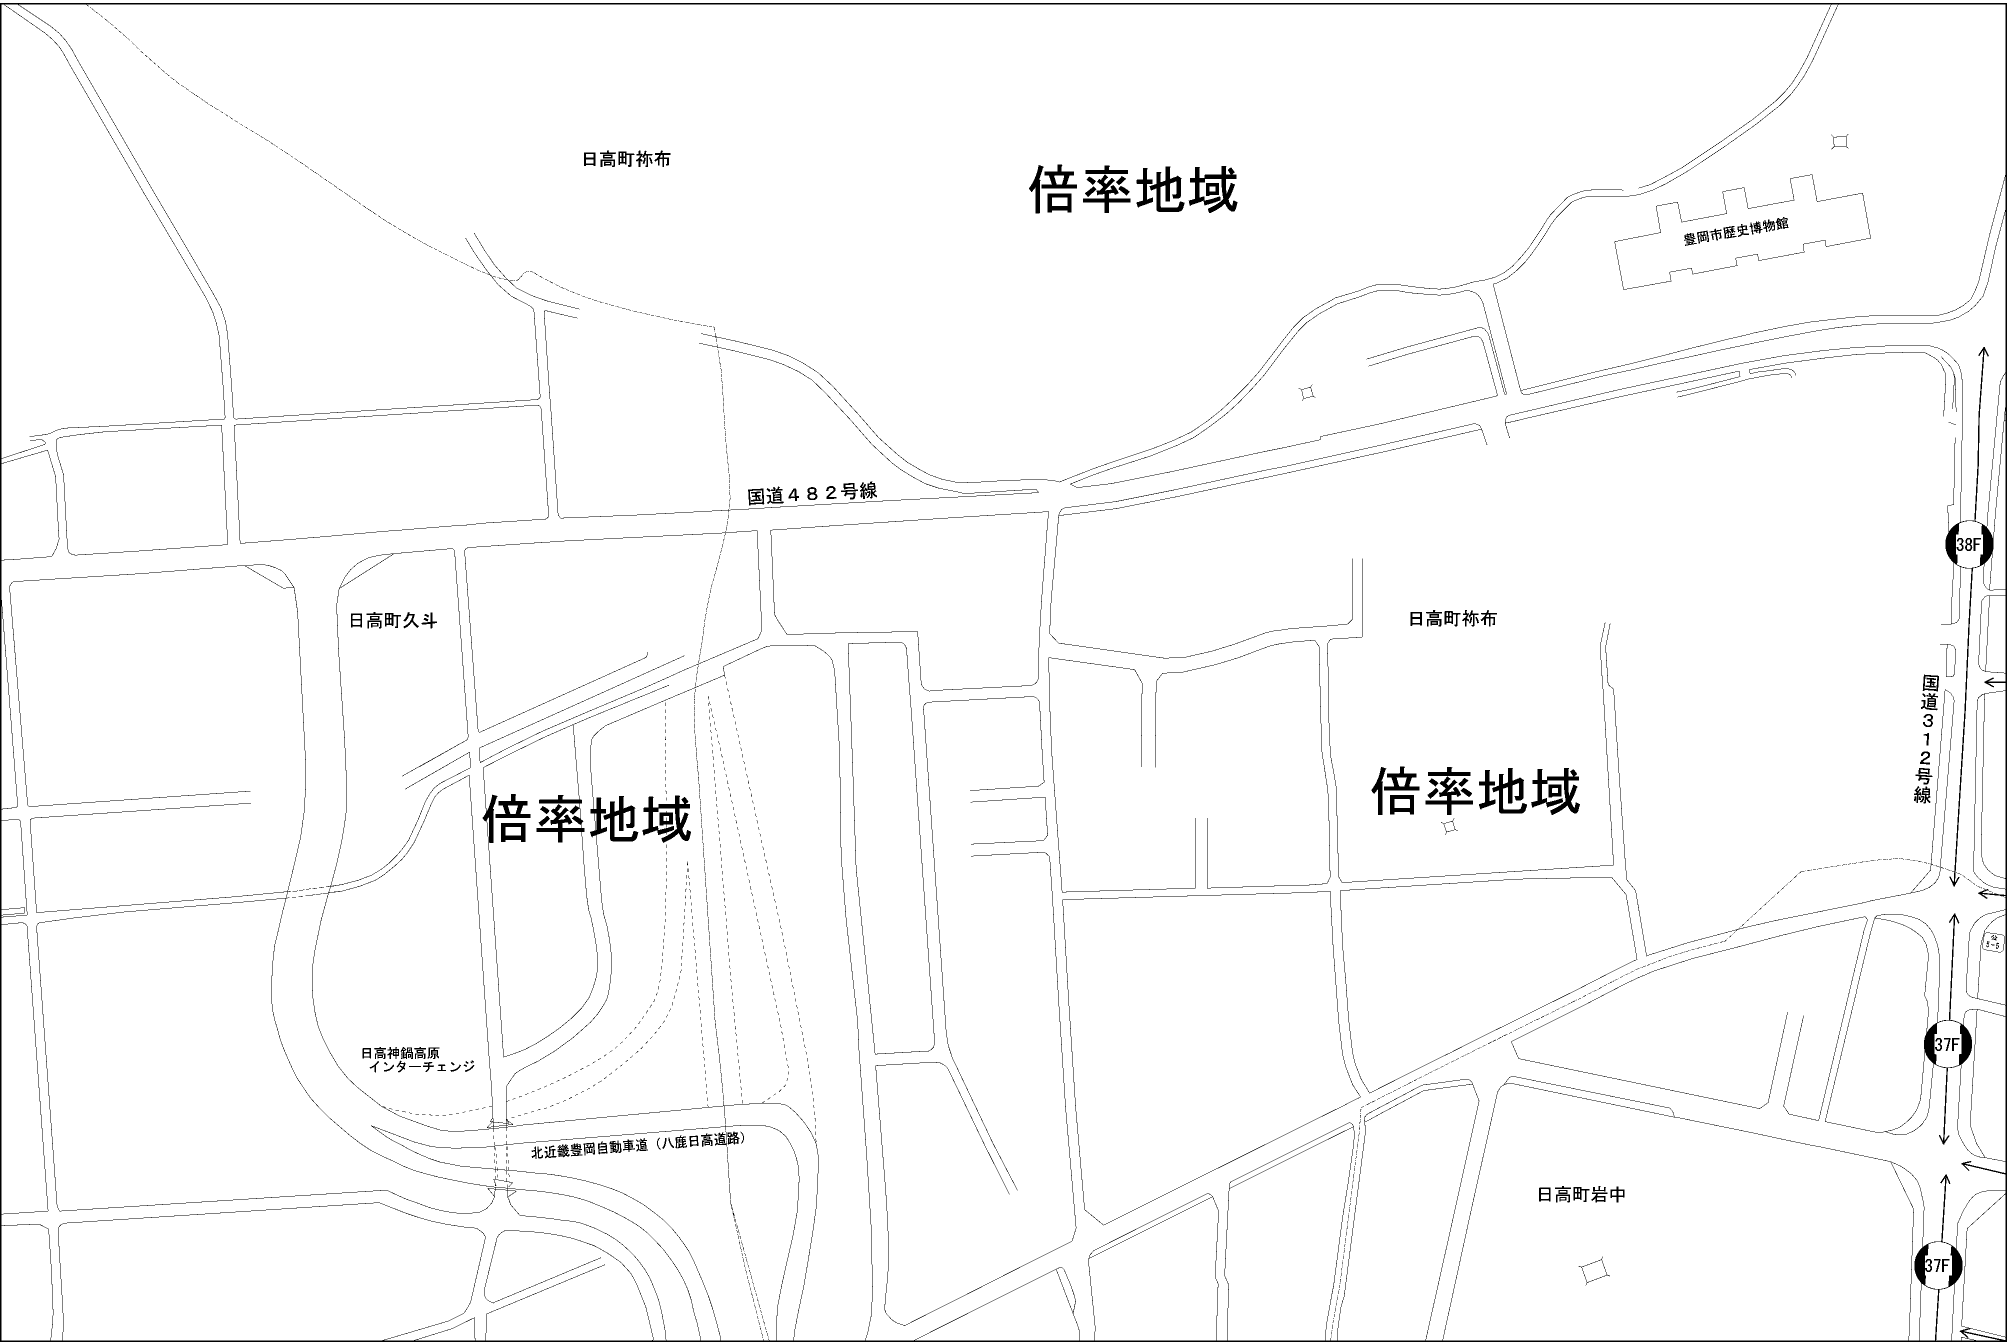 日高町祢布
倍率地域
豊岡市歴史博物館
国道482号線
38F
日高町久斗
日高町祢布
国道312号線
倍率地域
倍率地域
公
5-5
37F
日高神鍋高原
インターチェンジ
北近畿豊岡自動車道（八鹿日高道路）
日高町岩中
37F